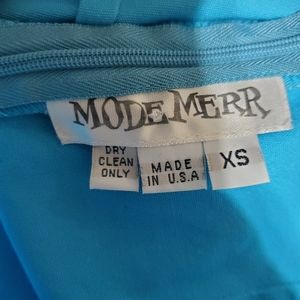 MODE MERR
DRY
CLEAN
ONLY
MADE
IN U.S.A
XS